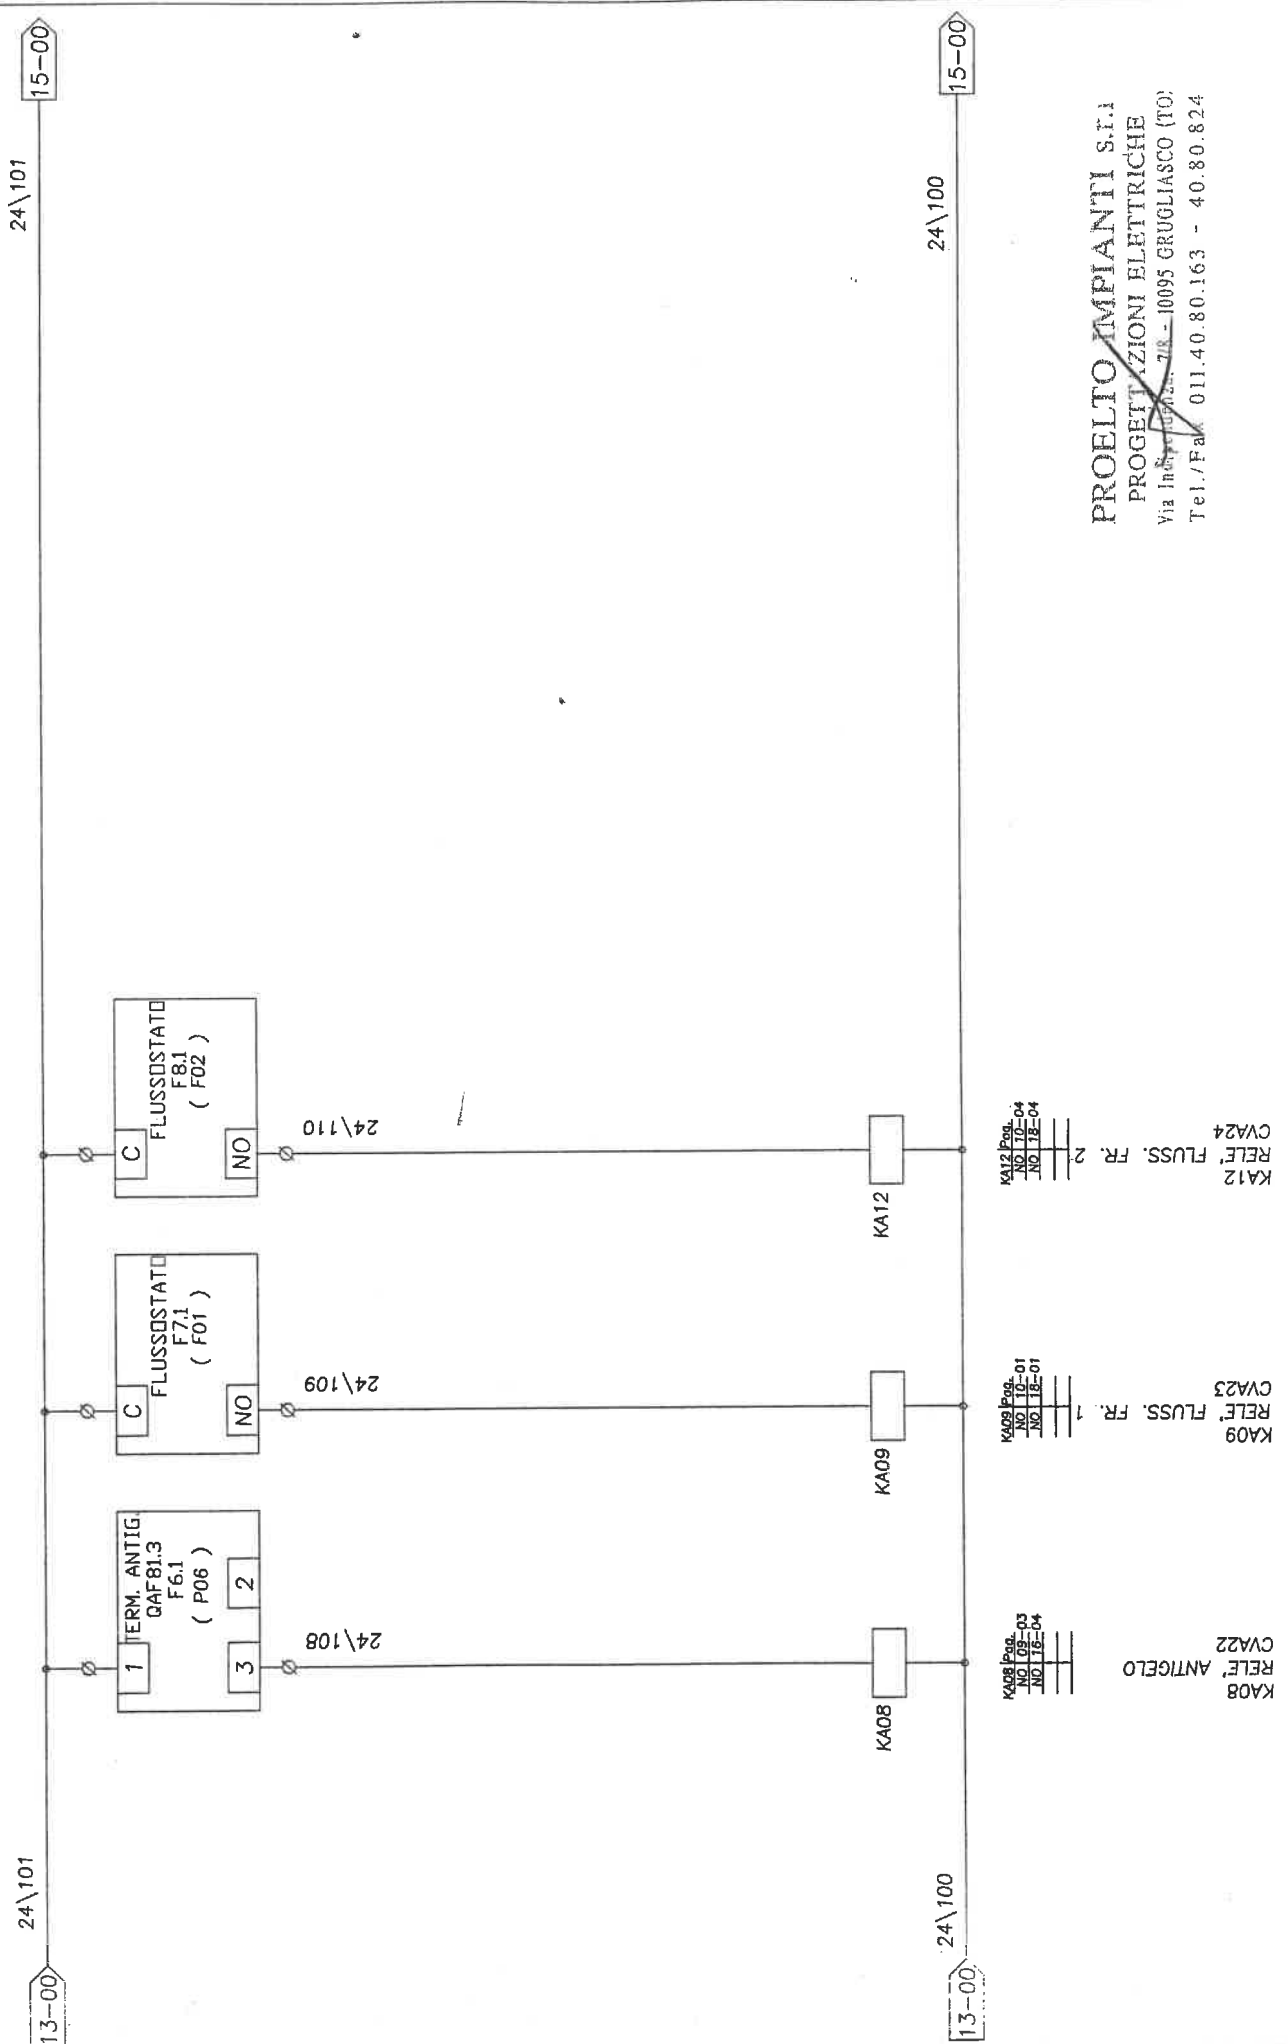 13-00
24\101
24\101
15-00
1
TERM. ANTIG.
QAF81.3
F6.1
( P06 )
3
2
24\108
KA08
C
FLUSSOSTATO
F7.1
( F01 )
NO
24\109
KA09
C
FLUSSOSTATO
F8.1
( F02 )
NO
24\110
KA12
13-00
24\100
24\100
15-00
KA08 Pag.
NO 09-03
NO 16-04
KA08
RELE' ANTIGELO
CVA22
KA09 Pag.
NO 10-01
NO 18-01
KA09
RELE' FLUSS. FR. 1
CVA23
KA12 Pag.
NO 10-04
NO 18-04
KA12
RELE' FLUSS. FR. 2
CVA24
PROELTO IMPIANTI s.r.l
PROGETTAZIONI ELETTRICHE
Via Indipendenza, 7/R - 10095 GRUGLIASCO (TO)
Tel./Fax 011.40.80.163 - 40.80.824